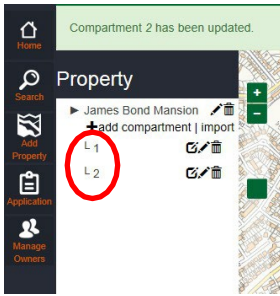 Compartment 2 has been updated.
Home
Search
Add
Property
Application
Manage
Owners
Property
James Bond Mansion
add compartment | import
1
2
+
-